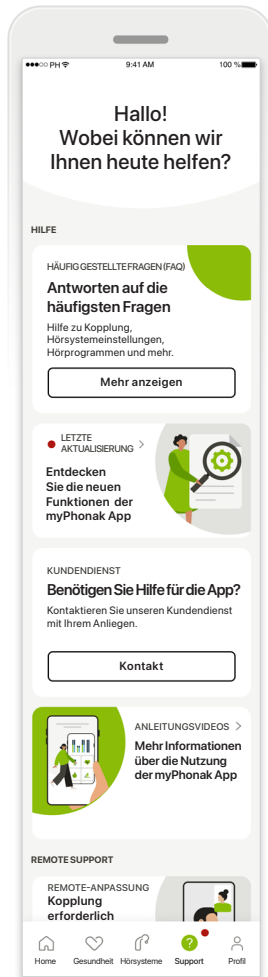 PH 9:41 AM 100 %
Hallo!
Wobei können wir
Ihnen heute helfen?
HILFE
HÄUFIG GESTELLTE FRAGEN (FAQ)
Antworten auf die
häufigsten Fragen
Hilfe zu Kopplung,
Hörsystemeinstellungen,
Hörprogrammen und mehr.
Mehr anzeigen
LETZTE
AKTUALISIERUNG
Entdecken
Sie die neuen
Funktionen der
myPhonak App
KUNDENDIENST
Benötigen Sie Hilfe für die App?
Kontaktieren Sie unseren Kundendienst
mit Ihrem Anliegen.
Kontakt
ANLEITUNGSVIDEOS
Mehr Informationen
über die Nutzung
der myPhonak App
REMOTE SUPPORT
REMOTE-ANPASSUNG
Kopplung
erforderlich
Home Gesundheit Hörsysteme Support Profil